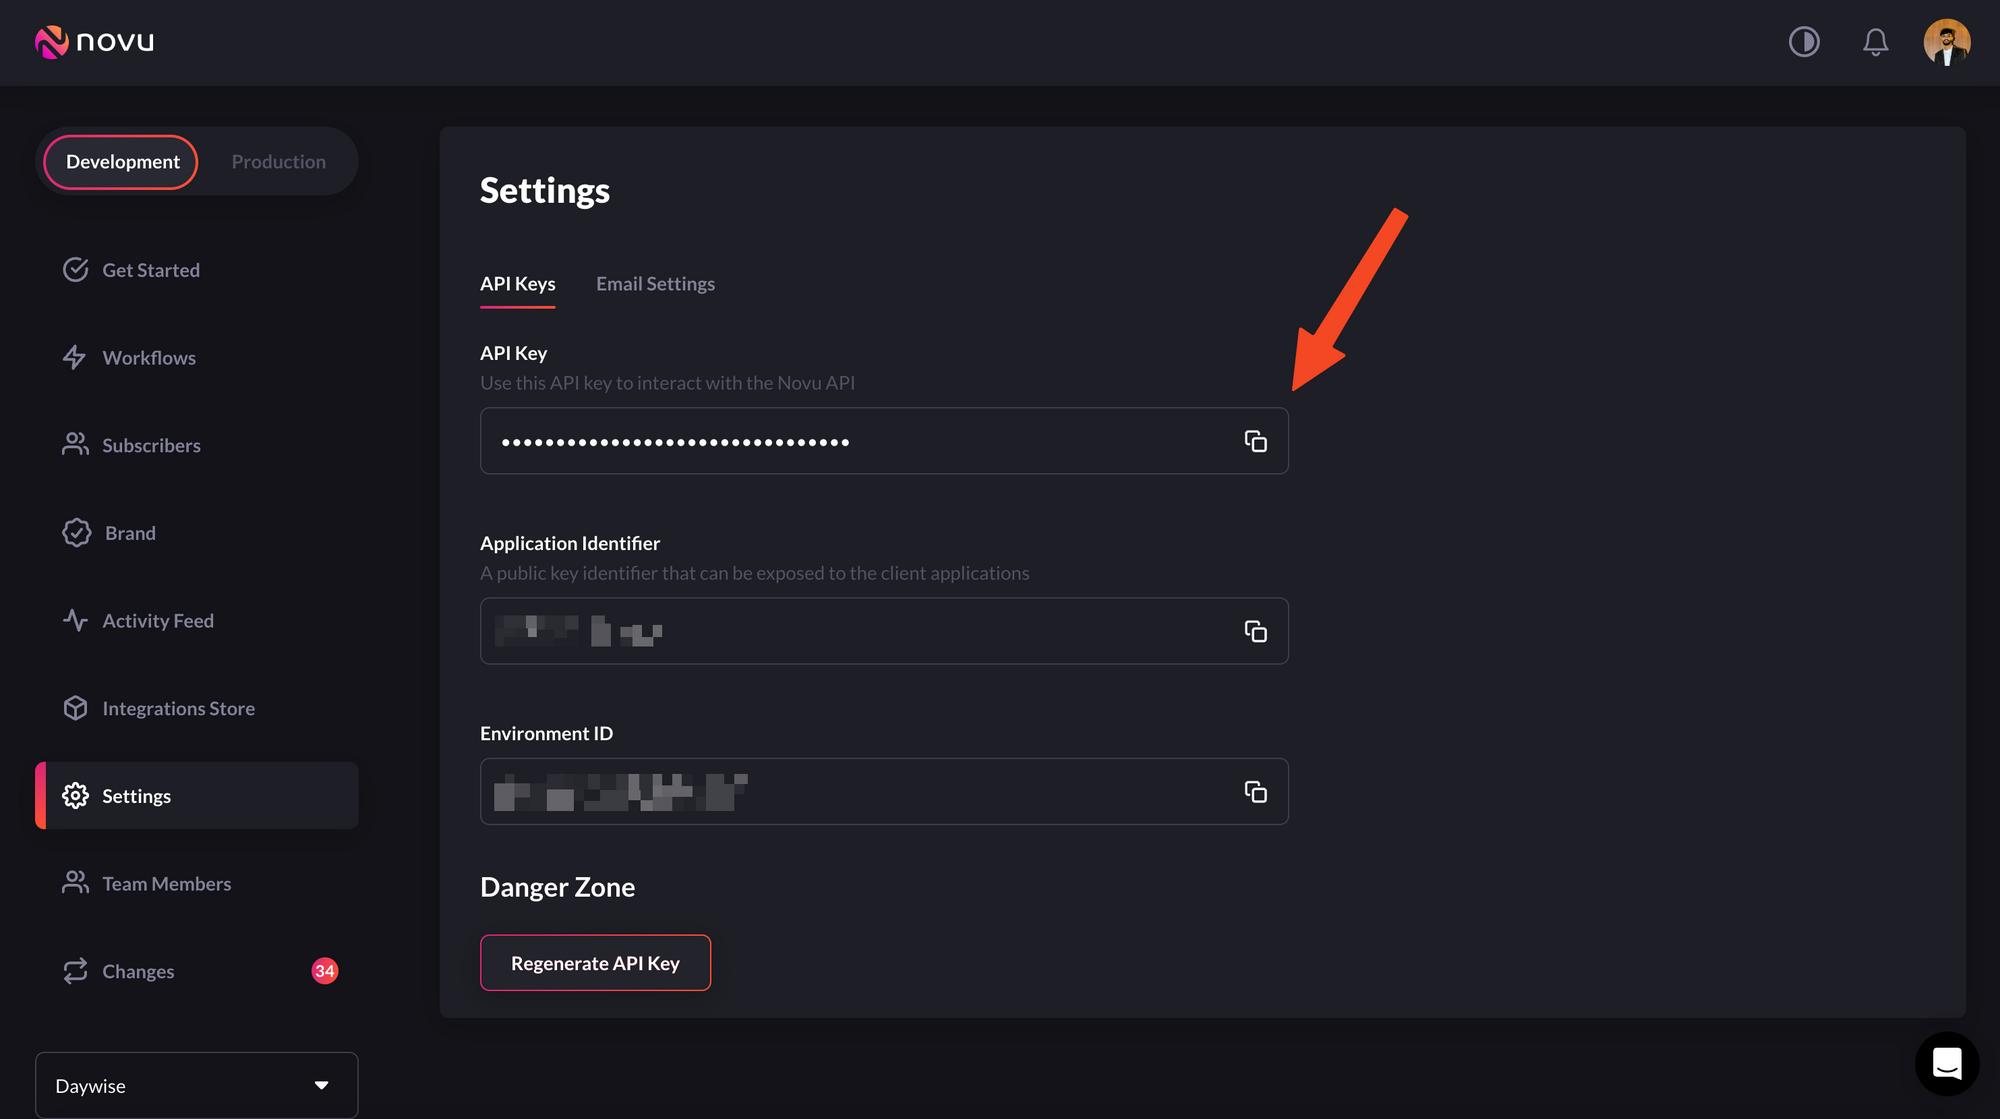 novu
Development
Production
Get Started
Workflows
Subscribers
Brand
Activity Feed
Integrations Store
Settings
Team Members
Changes
34
Daywise
Settings
API Keys
Email Settings
API Key
Use this API key to interact with the Novu API
••••••••••••••••••••••••••••••••
Application Identifier
A public key identifier that can be exposed to the client applications
Environment ID
Danger Zone
Regenerate API Key